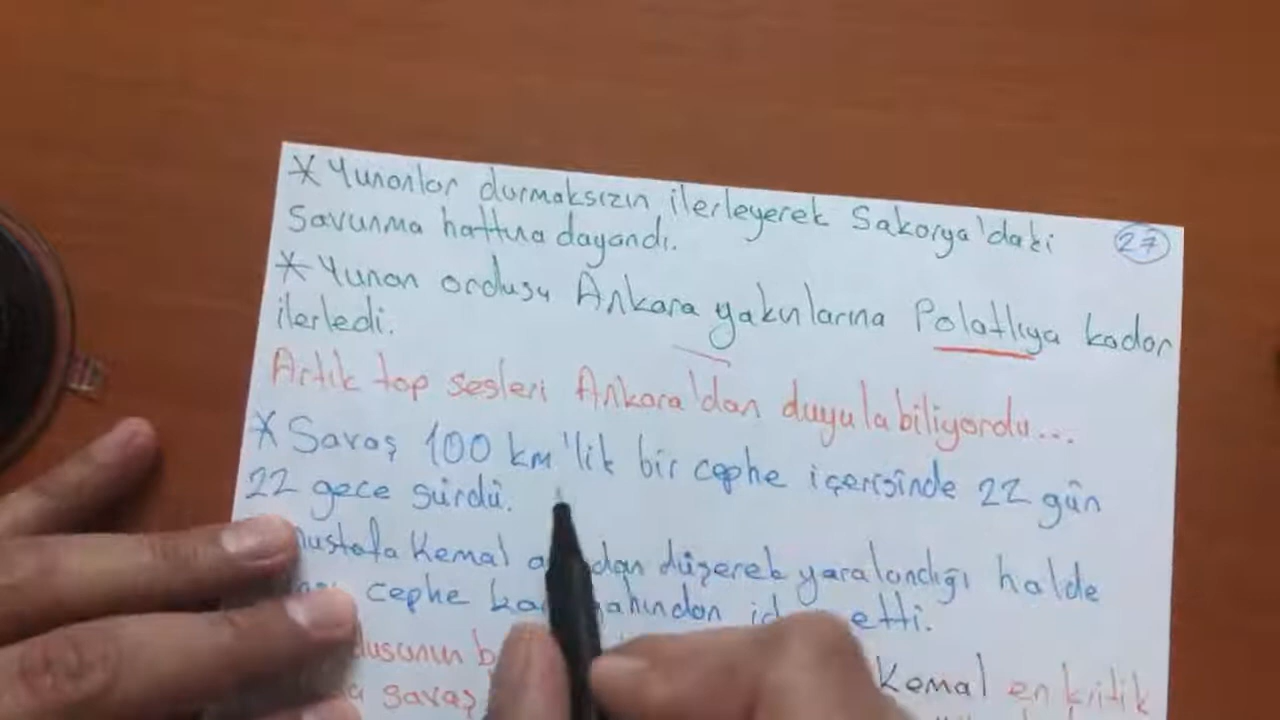 * Yunanlar durmaksızın ilerleyerek Sakarya'daki
27
savunma hattına dayandı.
* Yunan ordusu Ankara yakınlarına Polatlıya kadar
ilerledi.
Artık top sesleri Ankara'dan duyulabiliyordu...
* Savaş 100 km'lik bir cephe içerisinde 22 gün
22 gece sürdü.
Mustafa Kemal düşerek yaralandığı halde
cephe etti.
Kemal en kritik
savaş